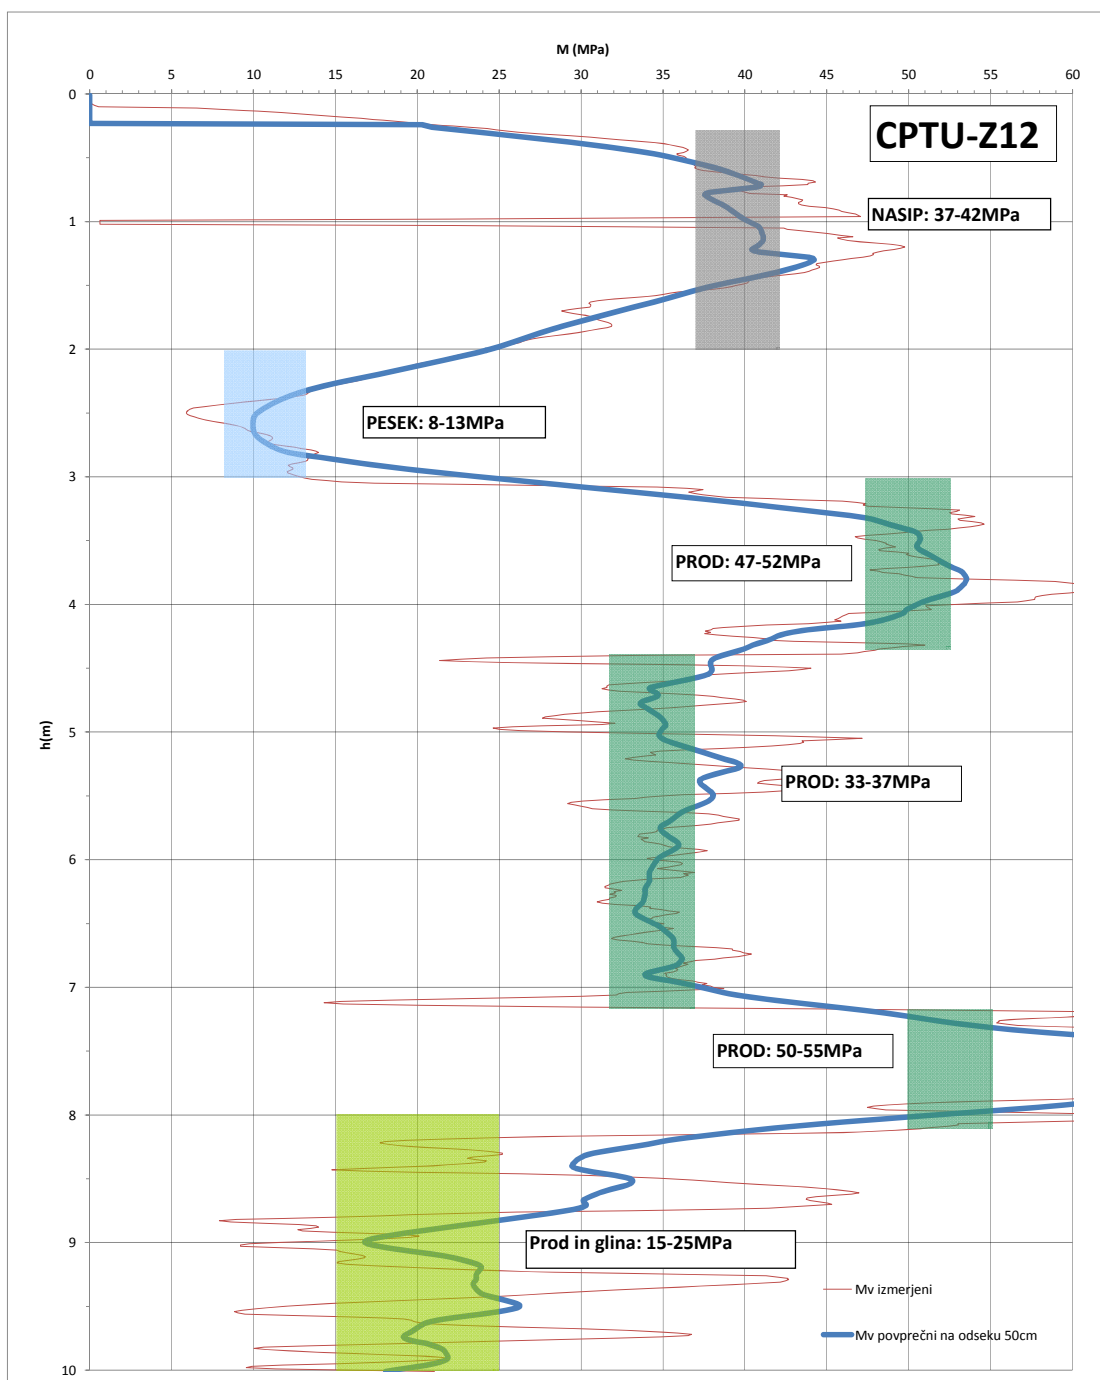 M (MPa)
0 5 10 15 20 25 30 35 40 45 50 55 60
0
CPTU-Z12
1
NASIP: 37-42MPa
2
PESEK: 8-13MPa
3
PROD: 47-52MPa
4
h(m)
5
PROD: 33-37MPa
6
7
PROD: 50-55MPa
8
9
Prod in glina: 15-25MPa
Mv izmerjeni
Mv povprečni na odseku 50cm
10